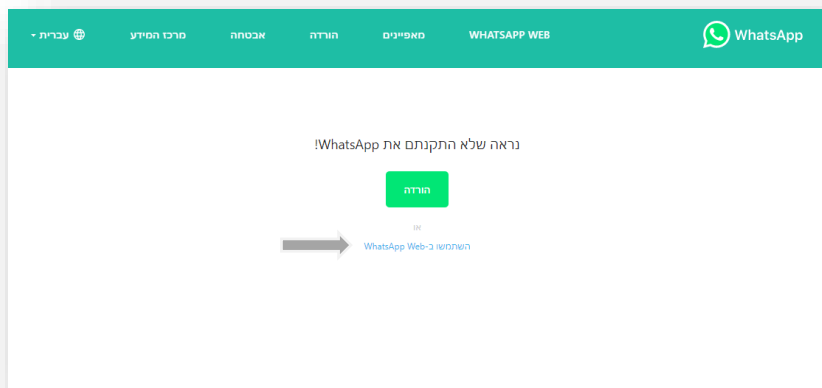 WhatsApp
WHATSAPP WEB
מאפיינים
הורדה
אבטחה
מרכז המידע
עברית
נראה שלא התקנתם את WhatsApp!
הורדה
או
השתמשו ב-WhatsApp Web